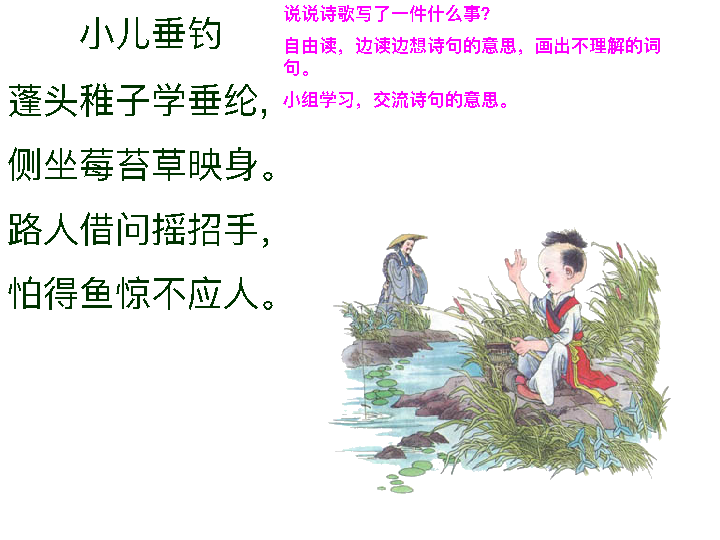 小儿垂钓
蓬头稚子学垂纶，
侧坐莓苔草映身。
路人借问摇招手，
怕得鱼惊不应人。
说说诗歌写了一件什么事?
自由读，边读边想诗句的意思，画出不理解的词
句。
小组学习，交流诗句的意思。